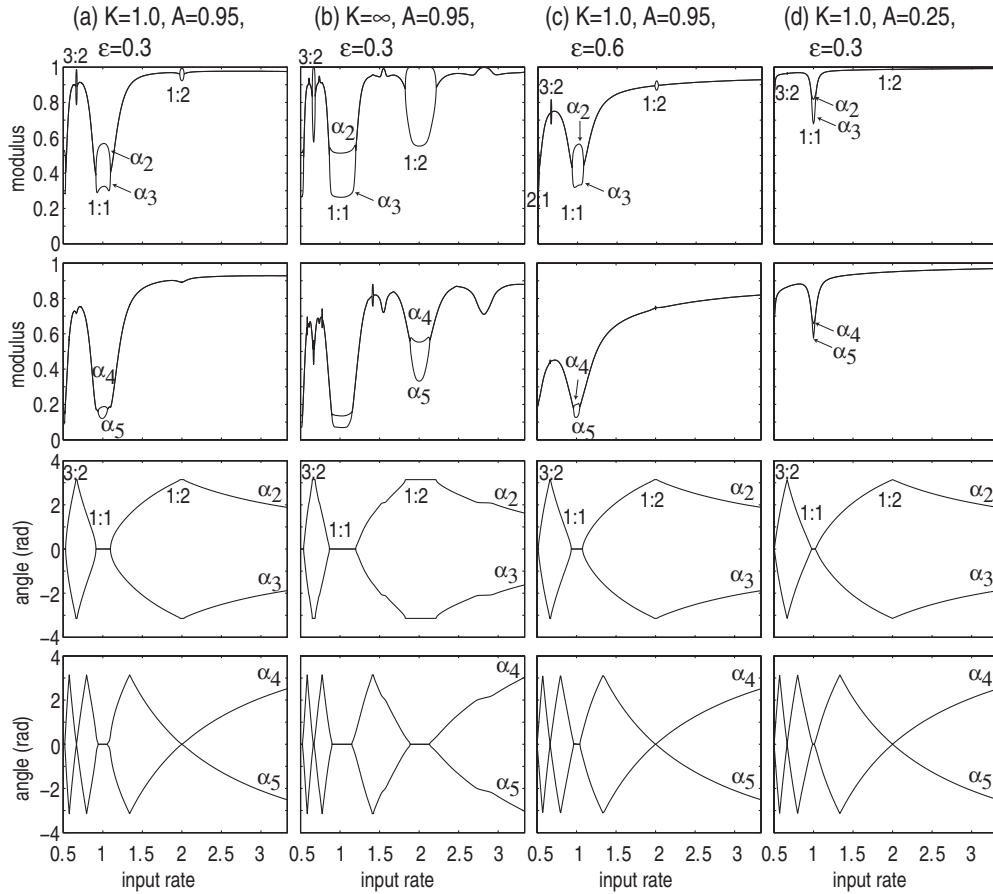 (a) K=1.0, A=0.95, ε=0.3
(b) K=∞, A=0.95, ε=0.3
(c) K=1.0, A=0.95, ε=0.6
(d) K=1.0, A=0.25, ε=0.3
modulus
1
0.8
0.6
0.4
0.2
0
3:2
1:2
α2
α3
1:1
3:2
α2
1:2
α3
1:1
3:2
1:2
α2
α3
2:1
1:1
3:2
1:2
α2
1:1
α3
modulus
1
0.8
0.6
0.4
0.2
0
α4
α5
α4
α5
α4
α5
α4
α5
angle (rad)
4
2
0
−2
−4
3:2
1:1
1:2
α2
α3
3:2
1:1
1:2
α2
α3
3:2
1:1
1:2
α2
α3
3:2
1:1
1:2
α2
α3
angle (rad)
4
2
0
−2
−4
α4
α5
α4
α5
α4
α5
α4
α5
0.5 1 1.5 2 2.5 3
0.5 1 1.5 2 2.5 3
0.5 1 1.5 2 2.5 3
0.5 1 1.5 2 2.5 3
input rate
input rate
input rate
input rate